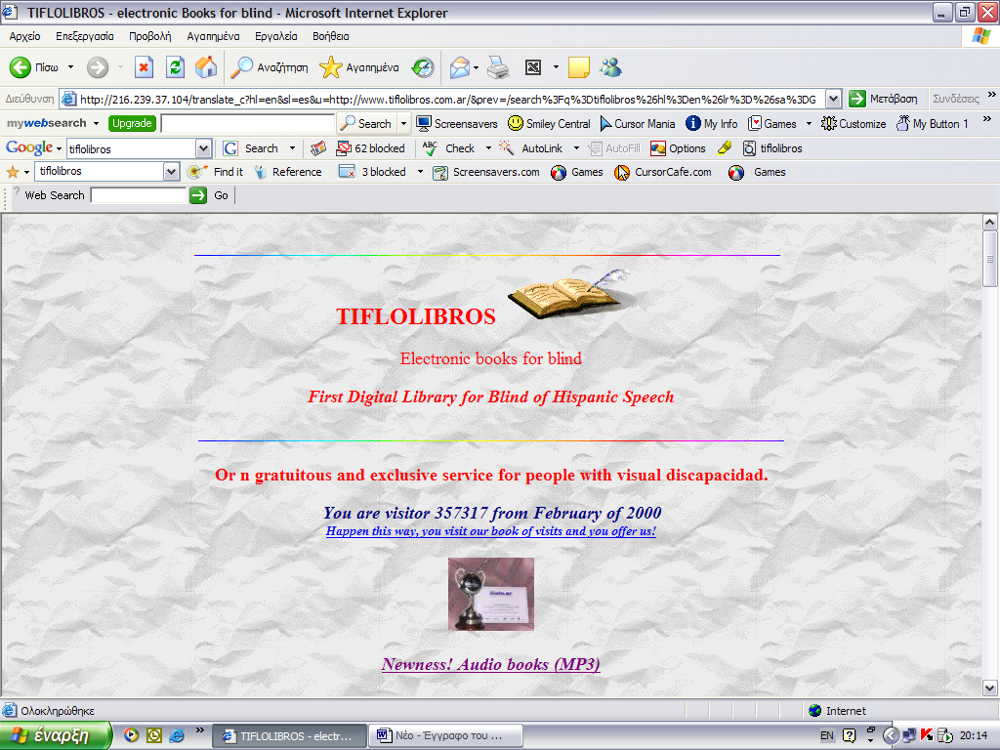 TIFLOLIBROS - electronic Books for blind - Microsoft Internet Explorer
Αρχείο Επεξεργασία Προβολή Αγαπημένα Εργαλεία Βοήθεια
Πίσω Αναζήτηση Αγαπημένα
Διεύθυνση http://216.239.37.104/translate_c?hl=en&sl=es&u=http://www.tiflolibros.com.ar/&prev=/search%3Fq%3Dtiflolibros%26hl%3Den%26lr%3D%26sa%3DG Μετάβαση Συνδέσεις »
mywebsearch Upgrade Search Screensavers Smiley Central Cursor Mania My Info Games Customize My Button 1 »
Google tiflolibros G Search 62 blocked ABC Check AutoLink AutoFill Options tiflolibros
tiflolibros Find it Reference 3 blocked Screensavers.com Games CursorCafe.com Games
? Web Search Go
TIFLOLIBROS
Electronic books for blind
First Digital Library for Blind of Hispanic Speech
Or n gratuitous and exclusive service for people with visual discapacidad.
You are visitor 357317 from February of 2000
Happen this way, you visit our book of visits and you offer us!
Newness! Audio books (MP3)
Ολοκληρώθηκε Internet
έναρξη » TIFLOLIBROS - electr... Νέο - Έγγραφο του ... EN ? 20:14